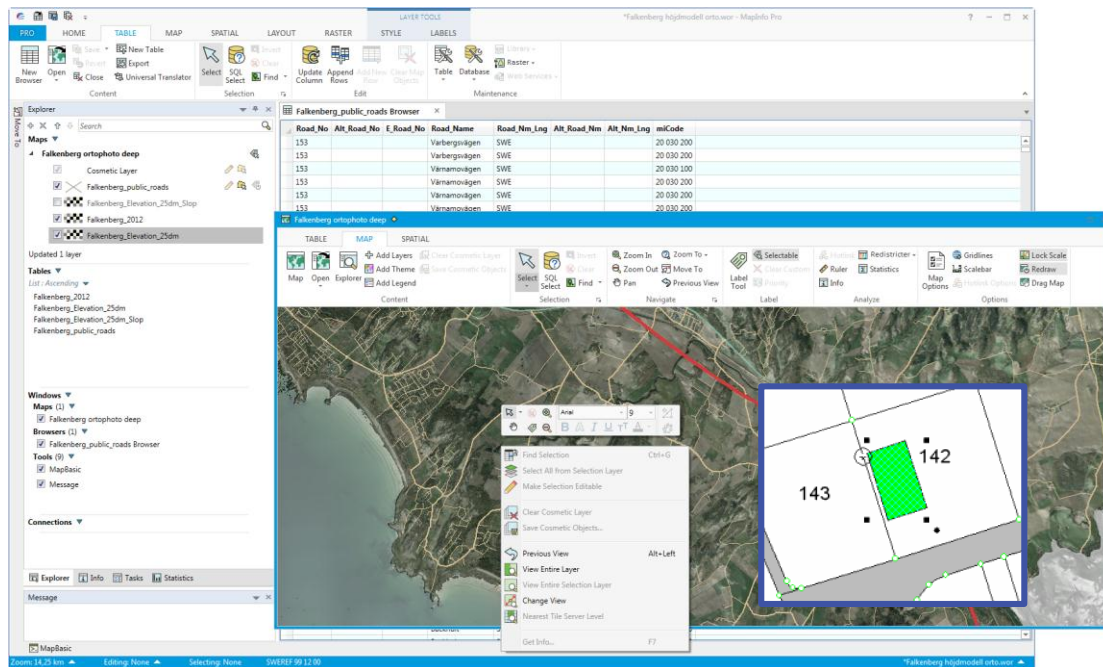 LAYER TOOLS
*Falkenberg höjdmodell orto.wor - MapInfo Pro
PRO HOME TABLE MAP SPATIAL LAYOUT RASTER STYLE LABELS
New Browser
Open
Save
Revert
Close
New Table
Export
Universal Translator
Content
Select
SQL Select
Invert
Clear
Find
Selection
Update Column
Append Rows
Add New Row
Clear Map Objects
Edit
Table
Database
Library
Raster
Web Services
Maintenance
Move To
Explorer
Search
Maps
Falkenberg ortophoto deep
Cosmetic Layer
Falkenberg_public_roads
Falkenberg_Elevation_25dm_Slop
Falkenberg_2012
Falkenberg_Elevation_25dm
Updated 1 layer
Tables
List : Ascending
Falkenberg_2012
Falkenberg_Elevation_25dm
Falkenberg_Elevation_25dm_Slop
Falkenberg_public_roads
Windows
Maps (1)
Falkenberg ortophoto deep
Browsers (1)
Falkenberg_public_roads Browser
Tools (9)
MapBasic
Message
Connections
Explorer Info Tasks Statistics
Message
MapBasic
Falkenberg_public_roads Browser
Road_No Alt_Road_No E_Road_No Road_Name Road_Nm_Lng Alt_Road_Nm Alt_Nm_Lng miCode
153 Varbergsvägen SWE 20 030 200
153 Varbergsvägen SWE 20 030 200
153 Värnamovägen SWE 20 030 100
153 Värnamovägen SWE 20 030 200
153 Värnamovägen SWE 20 030 200
153 Värnamovägen SWE 20 030 200
Falkenberg ortophoto deep
TABLE MAP SPATIAL
Map
Open
Explorer
Add Layers
Add Theme
Add Legend
Clear Cosmetic Layer
Save Cosmetic Objects
Content
Select
SQL Select
Invert
Clear
Find
Selection
Zoom In
Zoom Out
Pan
Zoom To
Move To
Previous View
Navigate
Label Tool
Selectable
Clear Custom
Priority
Label
Hotlink
Ruler
Info
Redistricter
Statistics
Analyze
Map Options
Gridlines
Scalebar
Hotlink Options
Lock Scale
Redraw
Drag Map
Options
Arial 9
B A I U
Find Selection Ctrl+G
Select All from Selection Layer
Make Selection Editable
Clear Cosmetic Layer
Save Cosmetic Objects...
Previous View Alt+Left
View Entire Layer
View Entire Selection Layer
Change View
Nearest Tile Server Level
Get Info... F7
142
143
Zoom: 14,25 km Editing: None Selecting: None SWEREF 99 12 00 *Falkenberg höjdmodell orto.wor